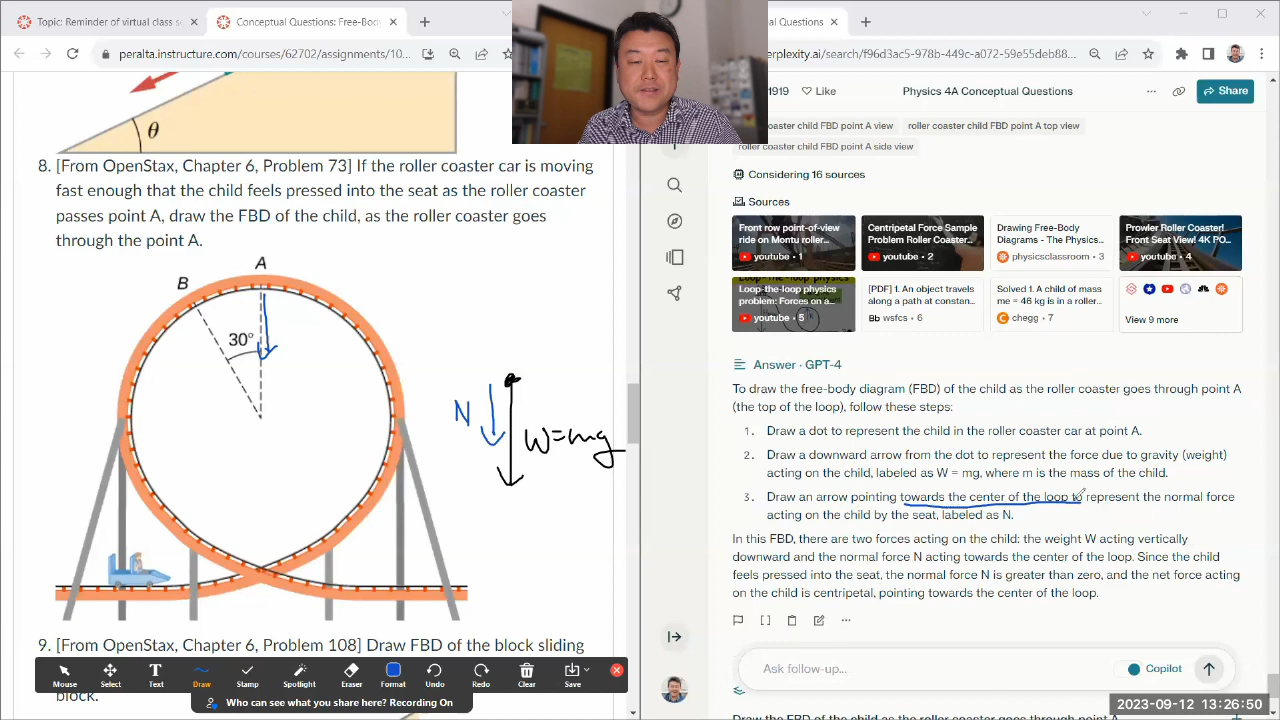 Topic: Reminder of virtual class s
Conceptual Questions: Free-Body
al Questions
peralta.instructure.com/courses/62702/assignments/10...
erplexity.ai/search/f96d3ac5-978b-449c-a072-59e55deb83
θ
8. [From OpenStax, Chapter 6, Problem 73] If the roller coaster car is moving
fast enough that the child feels pressed into the seat as the roller coaster
passes point A, draw the FBD of the child, as the roller coaster goes
through the point A.
A
B
30°
N
W=mg
9. [From OpenStax, Chapter 6, Problem 108] Draw FBD of the block sliding
block.
Mouse
Select
Text
Draw
Stamp
Spotlight
Eraser
Format
Undo
Redo
Clear
Save
Who can see what you share here? Recording On
1919
Like
Physics 4A Conceptual Questions
Share
oaster child FBD point A view
roller coaster child FBD point A top view
roller coaster child FBD point A side view
Considering 16 sources
Sources
Front row point-of-view
ride on Montu roller...
youtube • 1
Centripetal Force Sample
Problem Roller Coaster...
youtube • 2
Drawing Free-Body
Diagrams - The Physics...
physicsclassroom • 3
Prowler Roller Coaster!
Front Seat View! 4K PO...
youtube • 4
Loop-the-loop physics
problem: Forces on a...
youtube • 5
[PDF] 1. An object travels
along a path at constan...
Bb wsfcs • 6
Solved 1. A child of mass
me = 46 kg is in a roller...
chegg • 7
View 9 more
Answer · GPT-4
To draw the free-body diagram (FBD) of the child as the roller coaster goes through point A
(the top of the loop), follow these steps:
1. Draw a dot to represent the child in the roller coaster car at point A.
2. Draw a downward arrow from the dot to represent the force due to gravity (weight)
acting on the child, labeled as W = mg, where m is the mass of the child.
3. Draw an arrow pointing towards the center of the loop to represent the normal force
acting on the child by the seat, labeled as N.
In this FBD, there are two forces acting on the child: the weight W acting vertically
downward and the normal force N acting towards the center of the loop. Since the child
feels pressed into the seat, the normal force N is greater than zero, and the net force acting
on the child is centripetal, pointing towards the center of the loop.
Ask follow-up...
Copilot
2023-09-12 13:26:50
Draw the FBD of the child as the roller coaster goes through point A